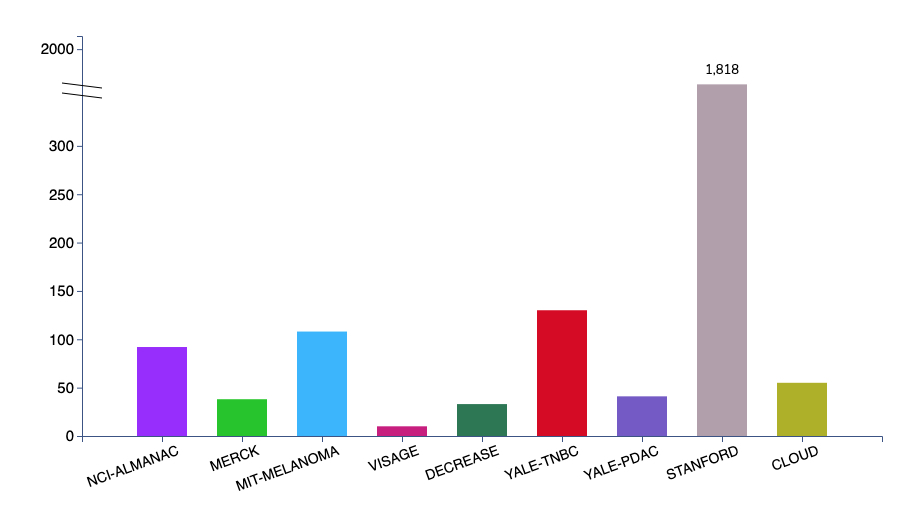 2000
1,818
300
250
200
150
100
50
0
NCI-ALMANAC
MERCK
MIT-MELANOMA
VISAGE
DECREASE
YALE-TNBC
YALE-PDAC
STANFORD
CLOUD